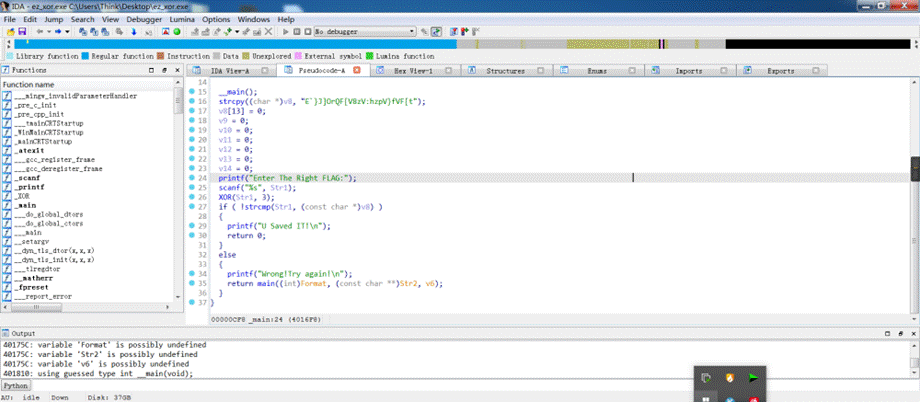 IDA - ez_xor.exe C:\Users\Think\Desktop\ez_xor.exe
File Edit Jump Search View Debugger Lumina Options Windows Help
No debugger
Library function Regular function Instruction Data Unexplored External symbol Lumina function
Functions
IDA View-A Pseudocode-A Hex View-1 Structures Enums Imports Exports
Function name
___mingw_invalidParameterHandler
_pre_c_init
_pre_cpp_init
___tmainCRTStartup
_WinMainCRTStartup
_mainCRTStartup
_atexit
___gcc_register_frame
___gcc_deregister_frame
_scanf
_printf
_XOR
_main
___do_global_dtors
___do_global_ctors
___main
__setargv
__dyn_tls_dtor(x,x,x)
__dyn_tls_init(x,x,x)
___tlregdtor
__matherr
_fpreset
___report_error
14
15 __main();
16 strcpy((char *)v8, "E`}J]OrQF[V8zV:hzpV}fVF[t");
17 v8[13] = 0;
18 v9 = 0;
19 v10 = 0;
20 v11 = 0;
21 v12 = 0;
22 v13 = 0;
23 v14 = 0;
24 printf("Enter The Right FLAG:");
25 scanf("%s", Str1);
26 XOR(Str1, 3);
27 if ( !strcmp(Str1, (const char *)v8) )
28 {
29 printf("U Saved IT!\n");
30 return 0;
31 }
32 else
33 {
34 printf("Wrong!Try again!\n");
35 return main((int)Format, (const char **)Str2, v6);
36 }
37 }
00000CF8 _main:24 (4016F8)
Output
40175C: variable 'Format' is possibly undefined
40175C: variable 'Str2' is possibly undefined
40175C: variable 'v6' is possibly undefined
401810: using guessed type int __main(void);
Python
AU: idle Down Disk: 37GB